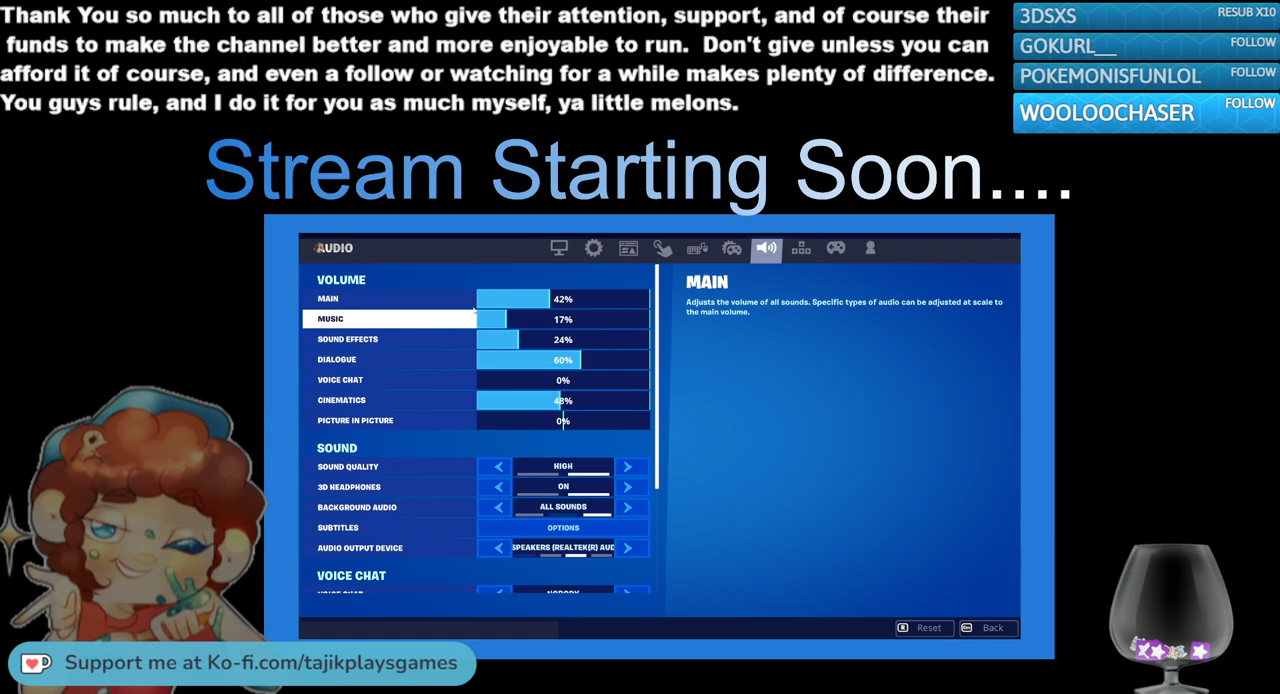 Thank You so much to all of those who give their attention, support, and of course their
funds to make the channel better and more enjoyable to run. Don't give unless you can
afford it of course, and even a follow or watching for a while makes plenty of difference.
You guys rule, and I do it for you as much myself, ya little melons.
3DSXS RESUB X10
GOKURL__ FOLLOW
POKEMONISFUNLOL FOLLOW
WOOLOOCHASER FOLLOW
Stream Starting Soon....
AUDIO
VOLUME
MAIN 42%
MUSIC 17%
SOUND EFFECTS 24%
DIALOGUE 60%
VOICE CHAT 0%
CINEMATICS 48%
PICTURE IN PICTURE 0%
SOUND
SOUND QUALITY HIGH
3D HEADPHONES ON
BACKGROUND AUDIO ALL SOUNDS
SUBTITLES OPTIONS
AUDIO OUTPUT DEVICE SPEAKERS (REALTEK(R) AUD
VOICE CHAT
VOICE CHAT NOBODY
MAIN
Adjusts the volume of all sounds. Specific types of audio can be adjusted at scale to
the main volume.
R Reset Esc Back
Support me at Ko-fi.com/tajikplaysgames